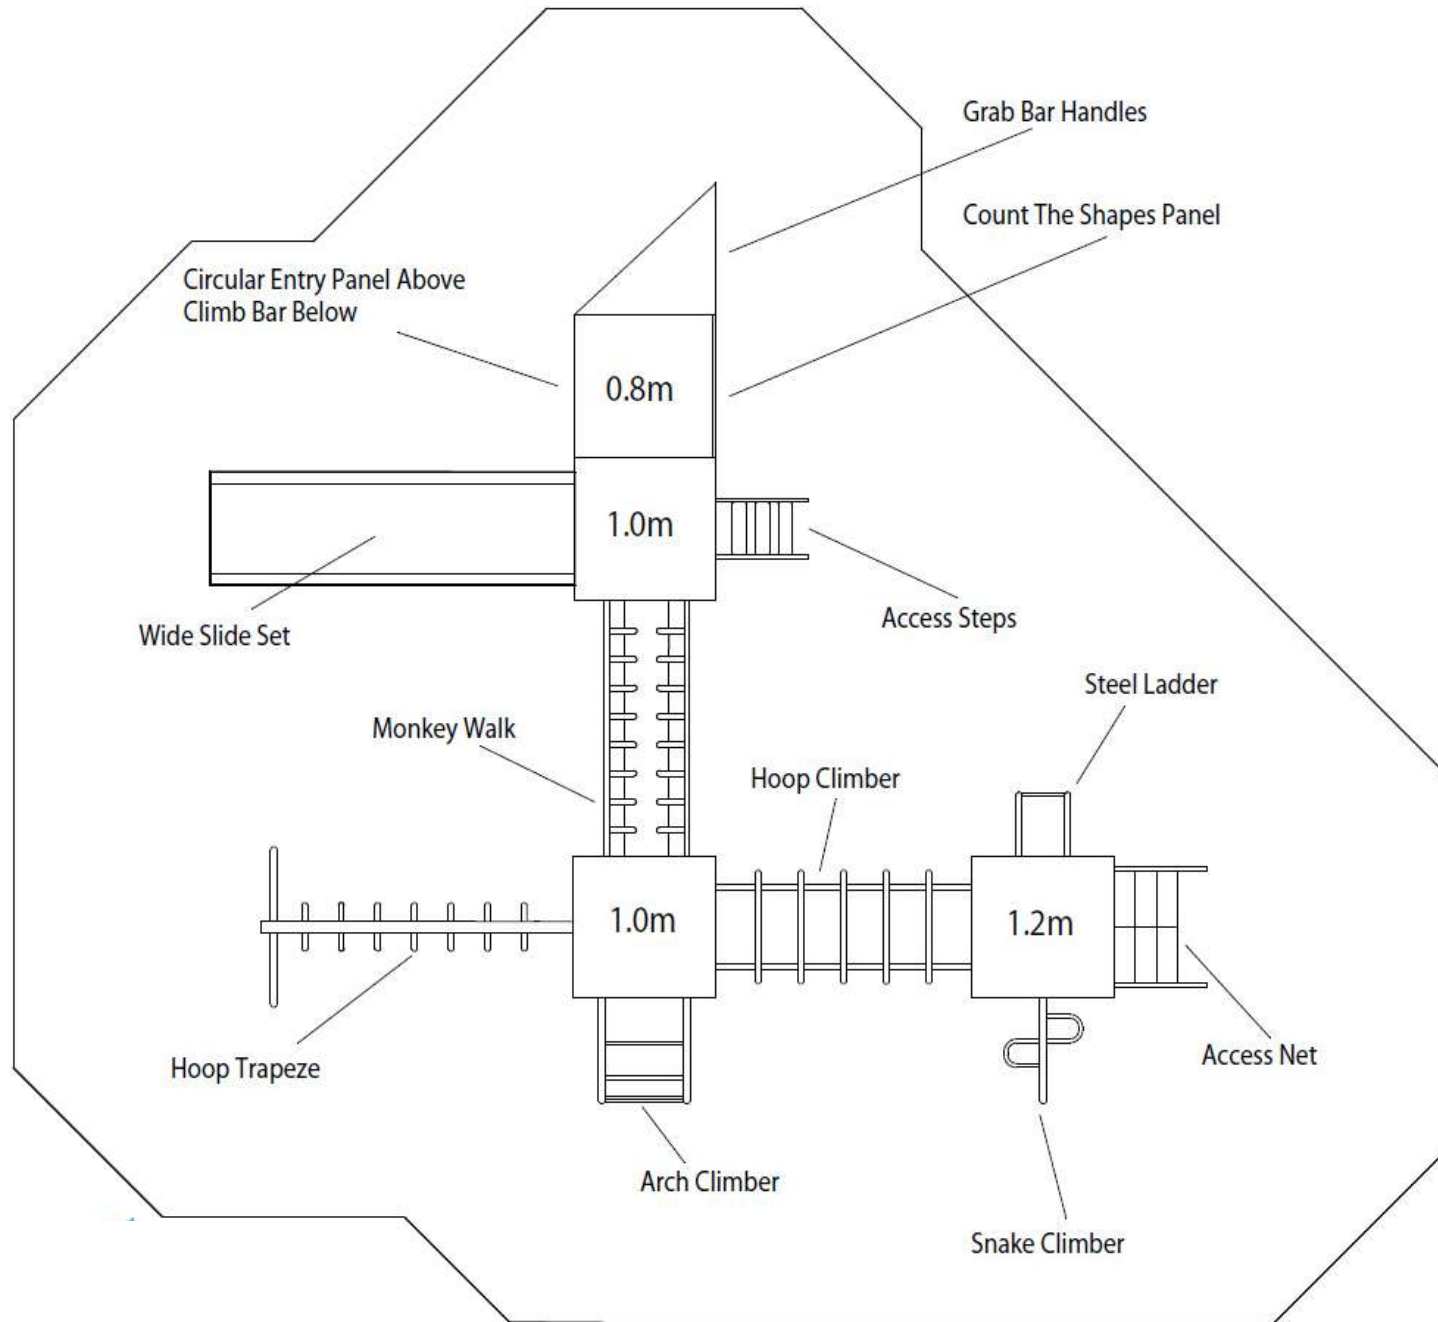 Grab Bar Handles
Count The Shapes Panel
Circular Entry Panel Above
Climb Bar Below
0.8m
1.0m
Access Steps
Wide Slide Set
Steel Ladder
Monkey Walk
Hoop Climber
1.0m
1.2m
Access Net
Hoop Trapeze
Arch Climber
Snake Climber